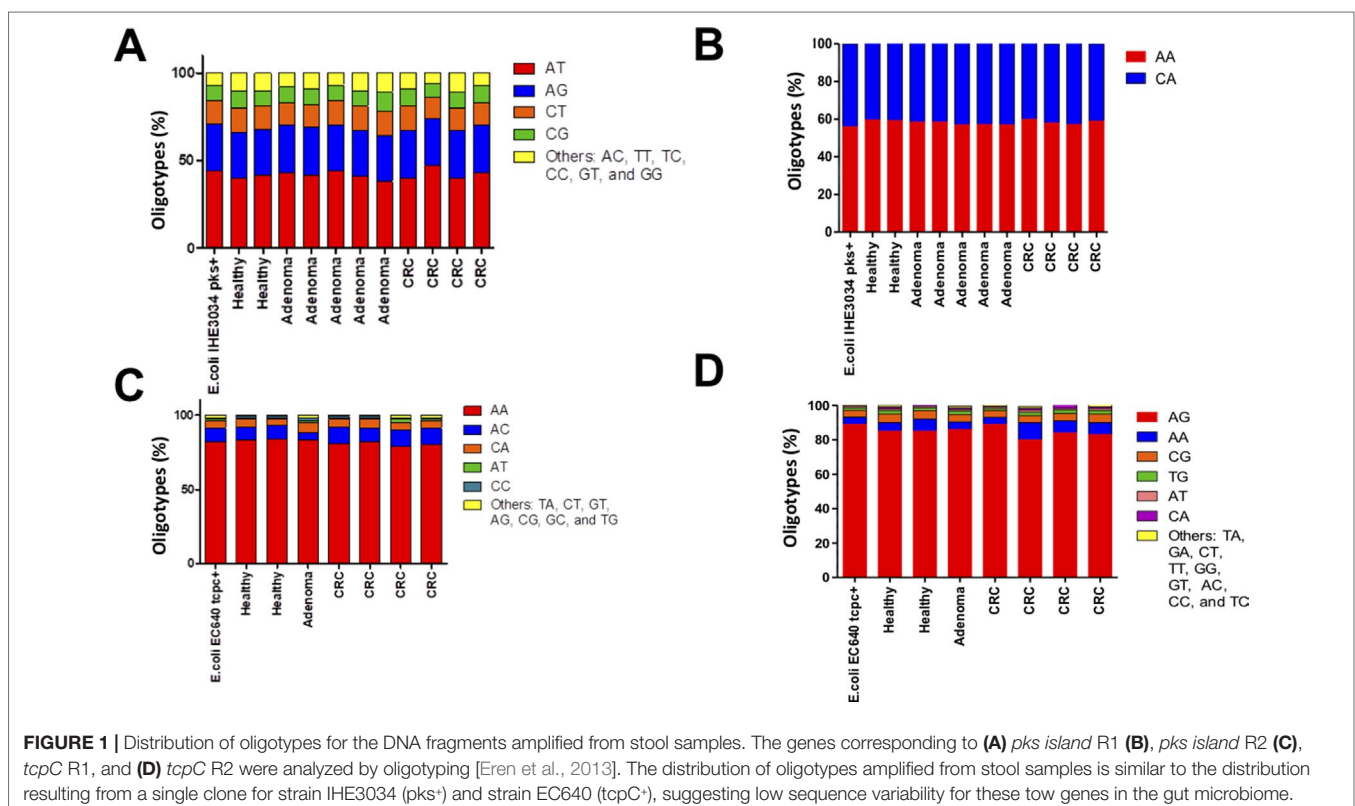 A
100
50
0
Oligotypes (%)
E.coli IHE3034 pks+
Healthy
Healthy
Adenoma
Adenoma
Adenoma
Adenoma
Adenoma
CRC
CRC
CRC
CRC
AT
AG
CT
CG
Others: AC, TT, TC,
CC, GT, and GG
B
100
80
60
40
20
0
Oligotypes (%)
E.coli IHE3034 pks+
Healthy
Healthy
Adenoma
Adenoma
Adenoma
Adenoma
Adenoma
CRC
CRC
CRC
CRC
AA
CA
C
100
50
0
Oligotypes (%)
E.coli EC640 tcpc+
Healthy
Healthy
Adenoma
CRC
CRC
CRC
CRC
AA
AC
CA
AT
CC
Others: TA, CT, GT,
AG, CG, GC, and TG
D
100
80
60
40
20
0
Oligotypes (%)
E.coli EC640 tcpc+
Healthy
Healthy
Adenoma
CRC
CRC
CRC
CRC
AG
AA
CG
TG
AT
CA
Others: TA,
GA, CT,
TT, GG,
GT, AC,
CC, and TC
FIGURE 1 | Distribution of oligotypes for the DNA fragments amplified from stool samples. The genes corresponding to (A) pks island R1 (B), pks island R2 (C),
tcpC R1, and (D) tcpC R2 were analyzed by oligotyping [Eren et al., 2013]. The distribution of oligotypes amplified from stool samples is similar to the distribution
resulting from a single clone for strain IHE3034 (pks⁺) and strain EC640 (tcpC⁺), suggesting low sequence variability for these tow genes in the gut microbiome.